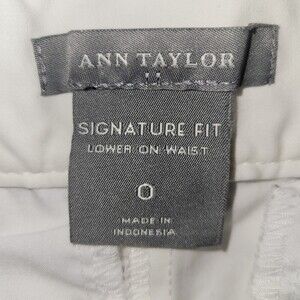 ANN TAYLOR
SIGNATURE FIT
LOWER ON WAIST
0
MADE IN
INDONESIA